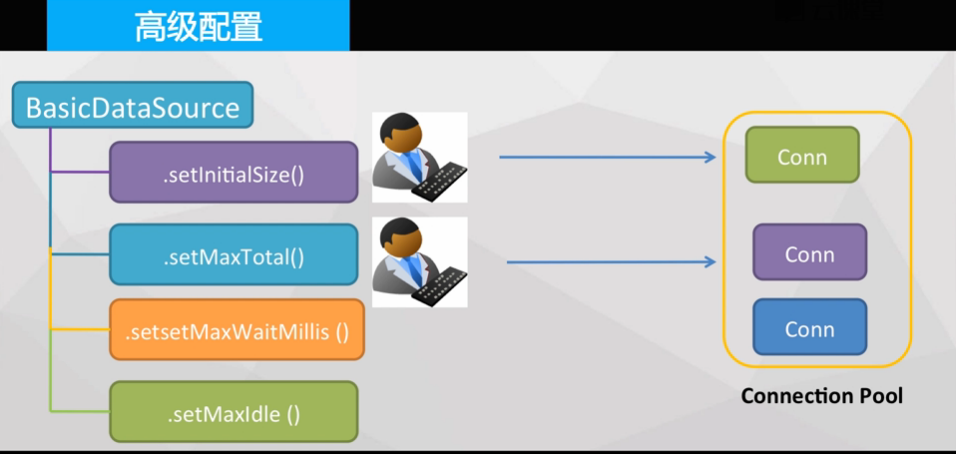 高级配置
BasicDataSource
.setInitialSize()
.setMaxTotal()
.setsetMaxWaitMillis ()
.setMaxIdle ()
Conn
Conn
Conn
Connection Pool